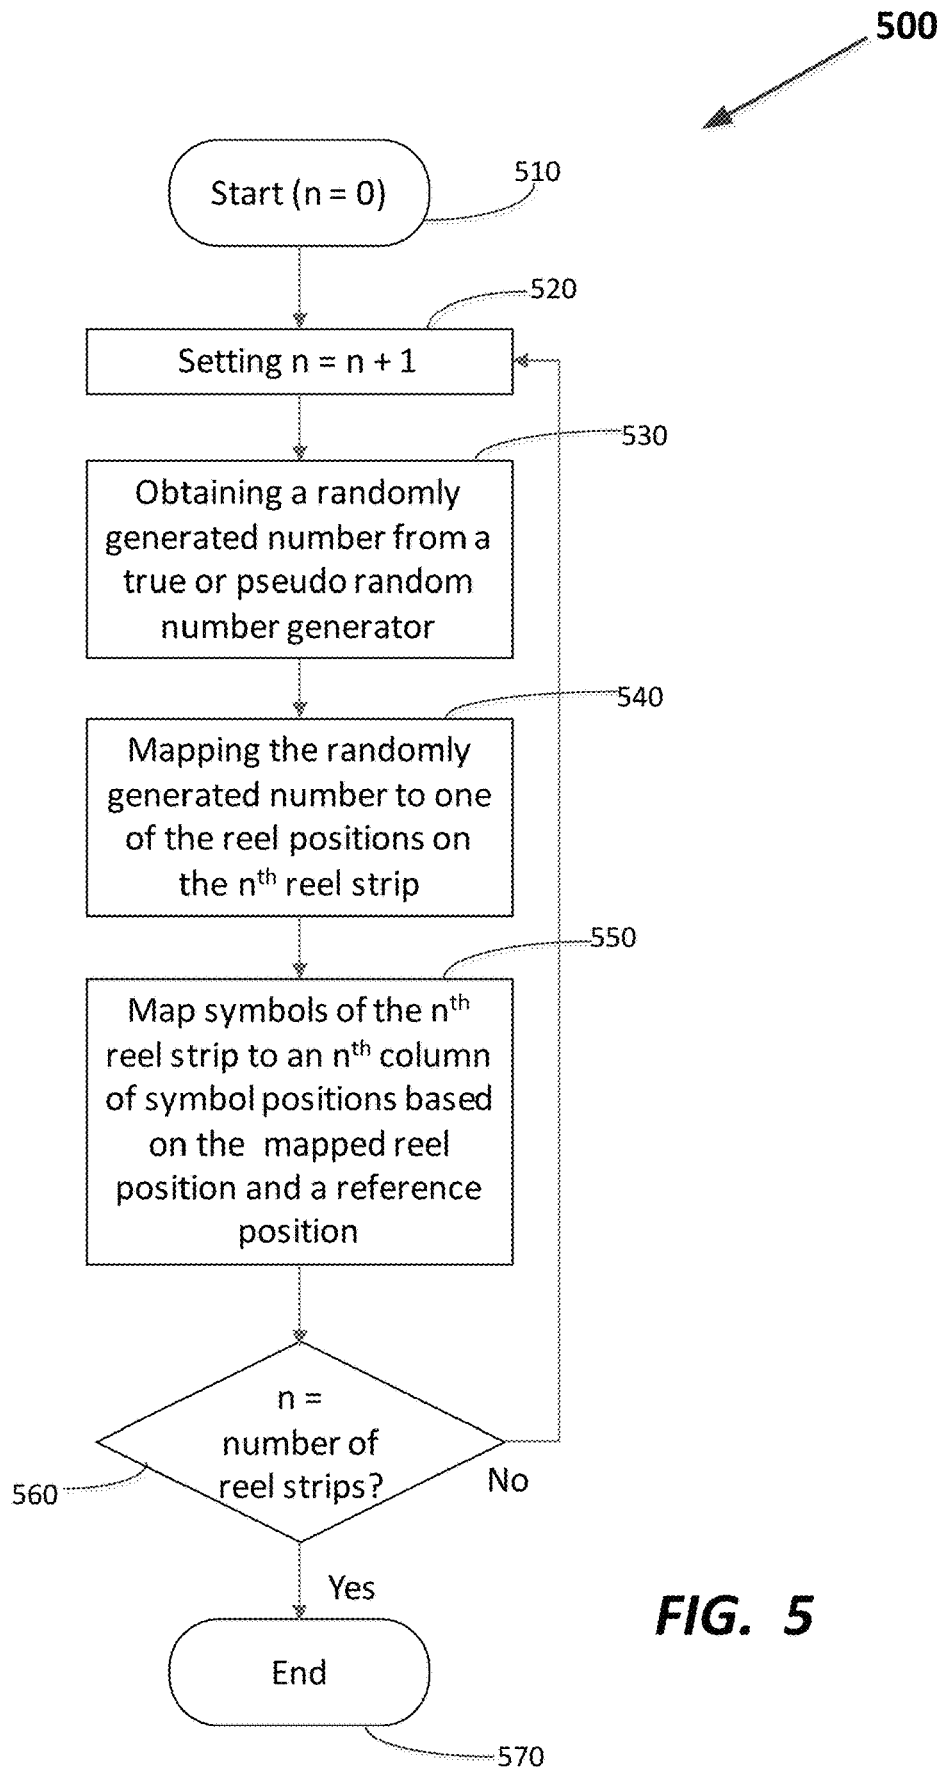 500
Start (n = 0)
510
520
Setting n = n + 1
530
Obtaining a randomly
generated number from a
true or pseudo random
number generator
540
Mapping the randomly
generated number to one
of the reel positions on
the nth reel strip
550
Map symbols of the nth
reel strip to an nth column
of symbol positions based
on the mapped reel
position and a reference
position
n =
number of
reel strips?
No
560
Yes
FIG. 5
End
570